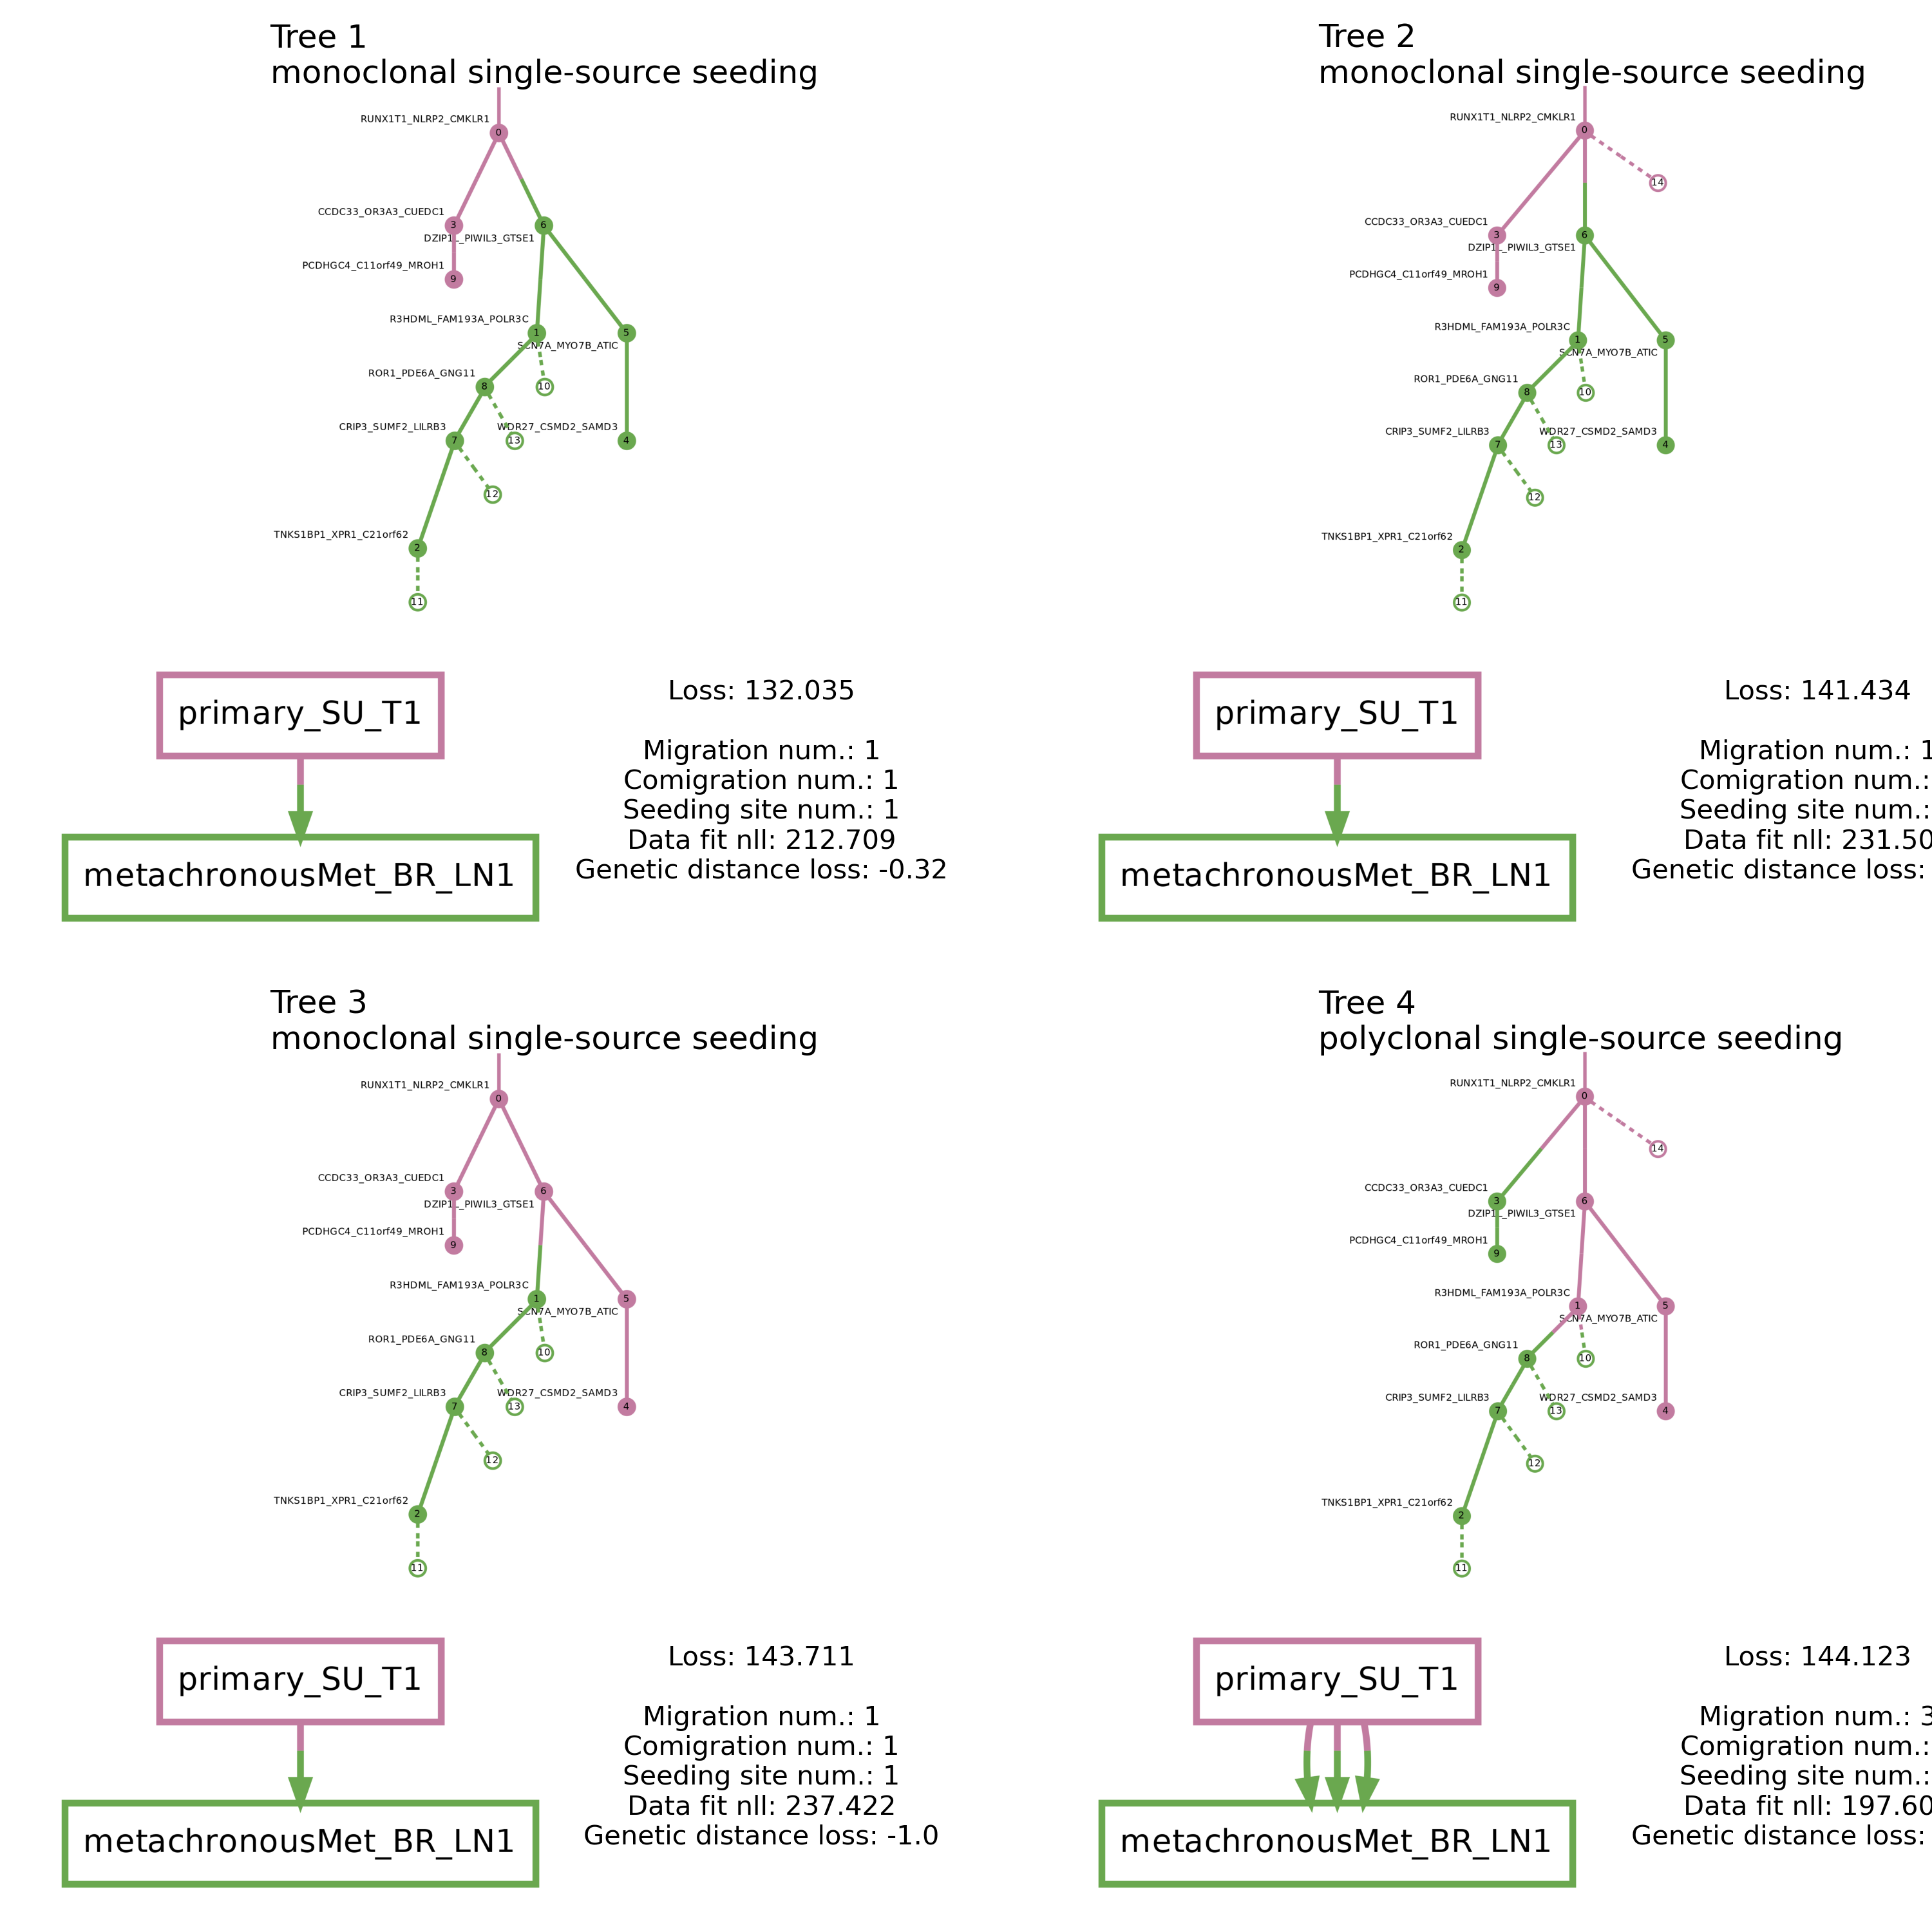 Tree 1
monoclonal single-source seeding
RUNX1T1_NLRP2_CMKLR1
0
CCDC33_OR3A3_CUEDC1
3
6
DZIP1L_PIWIL3_GTSE1
PCDHGC4_C11orf49_MROH1
9
R3HDML_FAM193A_POLR3C
1
5
SCN7A_MYO7B_ATIC
ROR1_PDE6A_GNG11
8
10
CRIP3_SUMF2_LILRB3
7
13
WDR27_CSMD2_SAMD3
4
12
TNKS1BP1_XPR1_C21orf62
2
11
primary_SU_T1
metachronousMet_BR_LN1
Loss: 132.035
Migration num.: 1
Comigration num.: 1
Seeding site num.: 1
Data fit nll: 212.709
Genetic distance loss: -0.32
Tree 2
monoclonal single-source seeding
RUNX1T1_NLRP2_CMKLR1
0
14
CCDC33_OR3A3_CUEDC1
3
6
DZIP1L_PIWIL3_GTSE1
PCDHGC4_C11orf49_MROH1
9
R3HDML_FAM193A_POLR3C
1
5
SCN7A_MYO7B_ATIC
ROR1_PDE6A_GNG11
8
10
CRIP3_SUMF2_LILRB3
7
13
WDR27_CSMD2_SAMD3
4
12
TNKS1BP1_XPR1_C21orf62
2
11
primary_SU_T1
metachronousMet_BR_LN1
Loss: 141.434
Migration num.: 1
Comigration num.:
Seeding site num.:
Data fit nll: 231.50
Genetic distance loss:
Tree 3
monoclonal single-source seeding
RUNX1T1_NLRP2_CMKLR1
0
CCDC33_OR3A3_CUEDC1
3
6
DZIP1L_PIWIL3_GTSE1
PCDHGC4_C11orf49_MROH1
9
R3HDML_FAM193A_POLR3C
1
5
SCN7A_MYO7B_ATIC
ROR1_PDE6A_GNG11
8
10
CRIP3_SUMF2_LILRB3
7
13
WDR27_CSMD2_SAMD3
4
12
TNKS1BP1_XPR1_C21orf62
2
11
primary_SU_T1
metachronousMet_BR_LN1
Loss: 143.711
Migration num.: 1
Comigration num.: 1
Seeding site num.: 1
Data fit nll: 237.422
Genetic distance loss: -1.0
Tree 4
polyclonal single-source seeding
RUNX1T1_NLRP2_CMKLR1
0
14
CCDC33_OR3A3_CUEDC1
3
6
DZIP1L_PIWIL3_GTSE1
PCDHGC4_C11orf49_MROH1
9
R3HDML_FAM193A_POLR3C
1
5
SCN7A_MYO7B_ATIC
ROR1_PDE6A_GNG11
8
10
CRIP3_SUMF2_LILRB3
7
13
WDR27_CSMD2_SAMD3
4
12
TNKS1BP1_XPR1_C21orf62
2
11
primary_SU_T1
metachronousMet_BR_LN1
Loss: 144.123
Migration num.: 3
Comigration num.:
Seeding site num.:
Data fit nll: 197.60
Genetic distance loss: